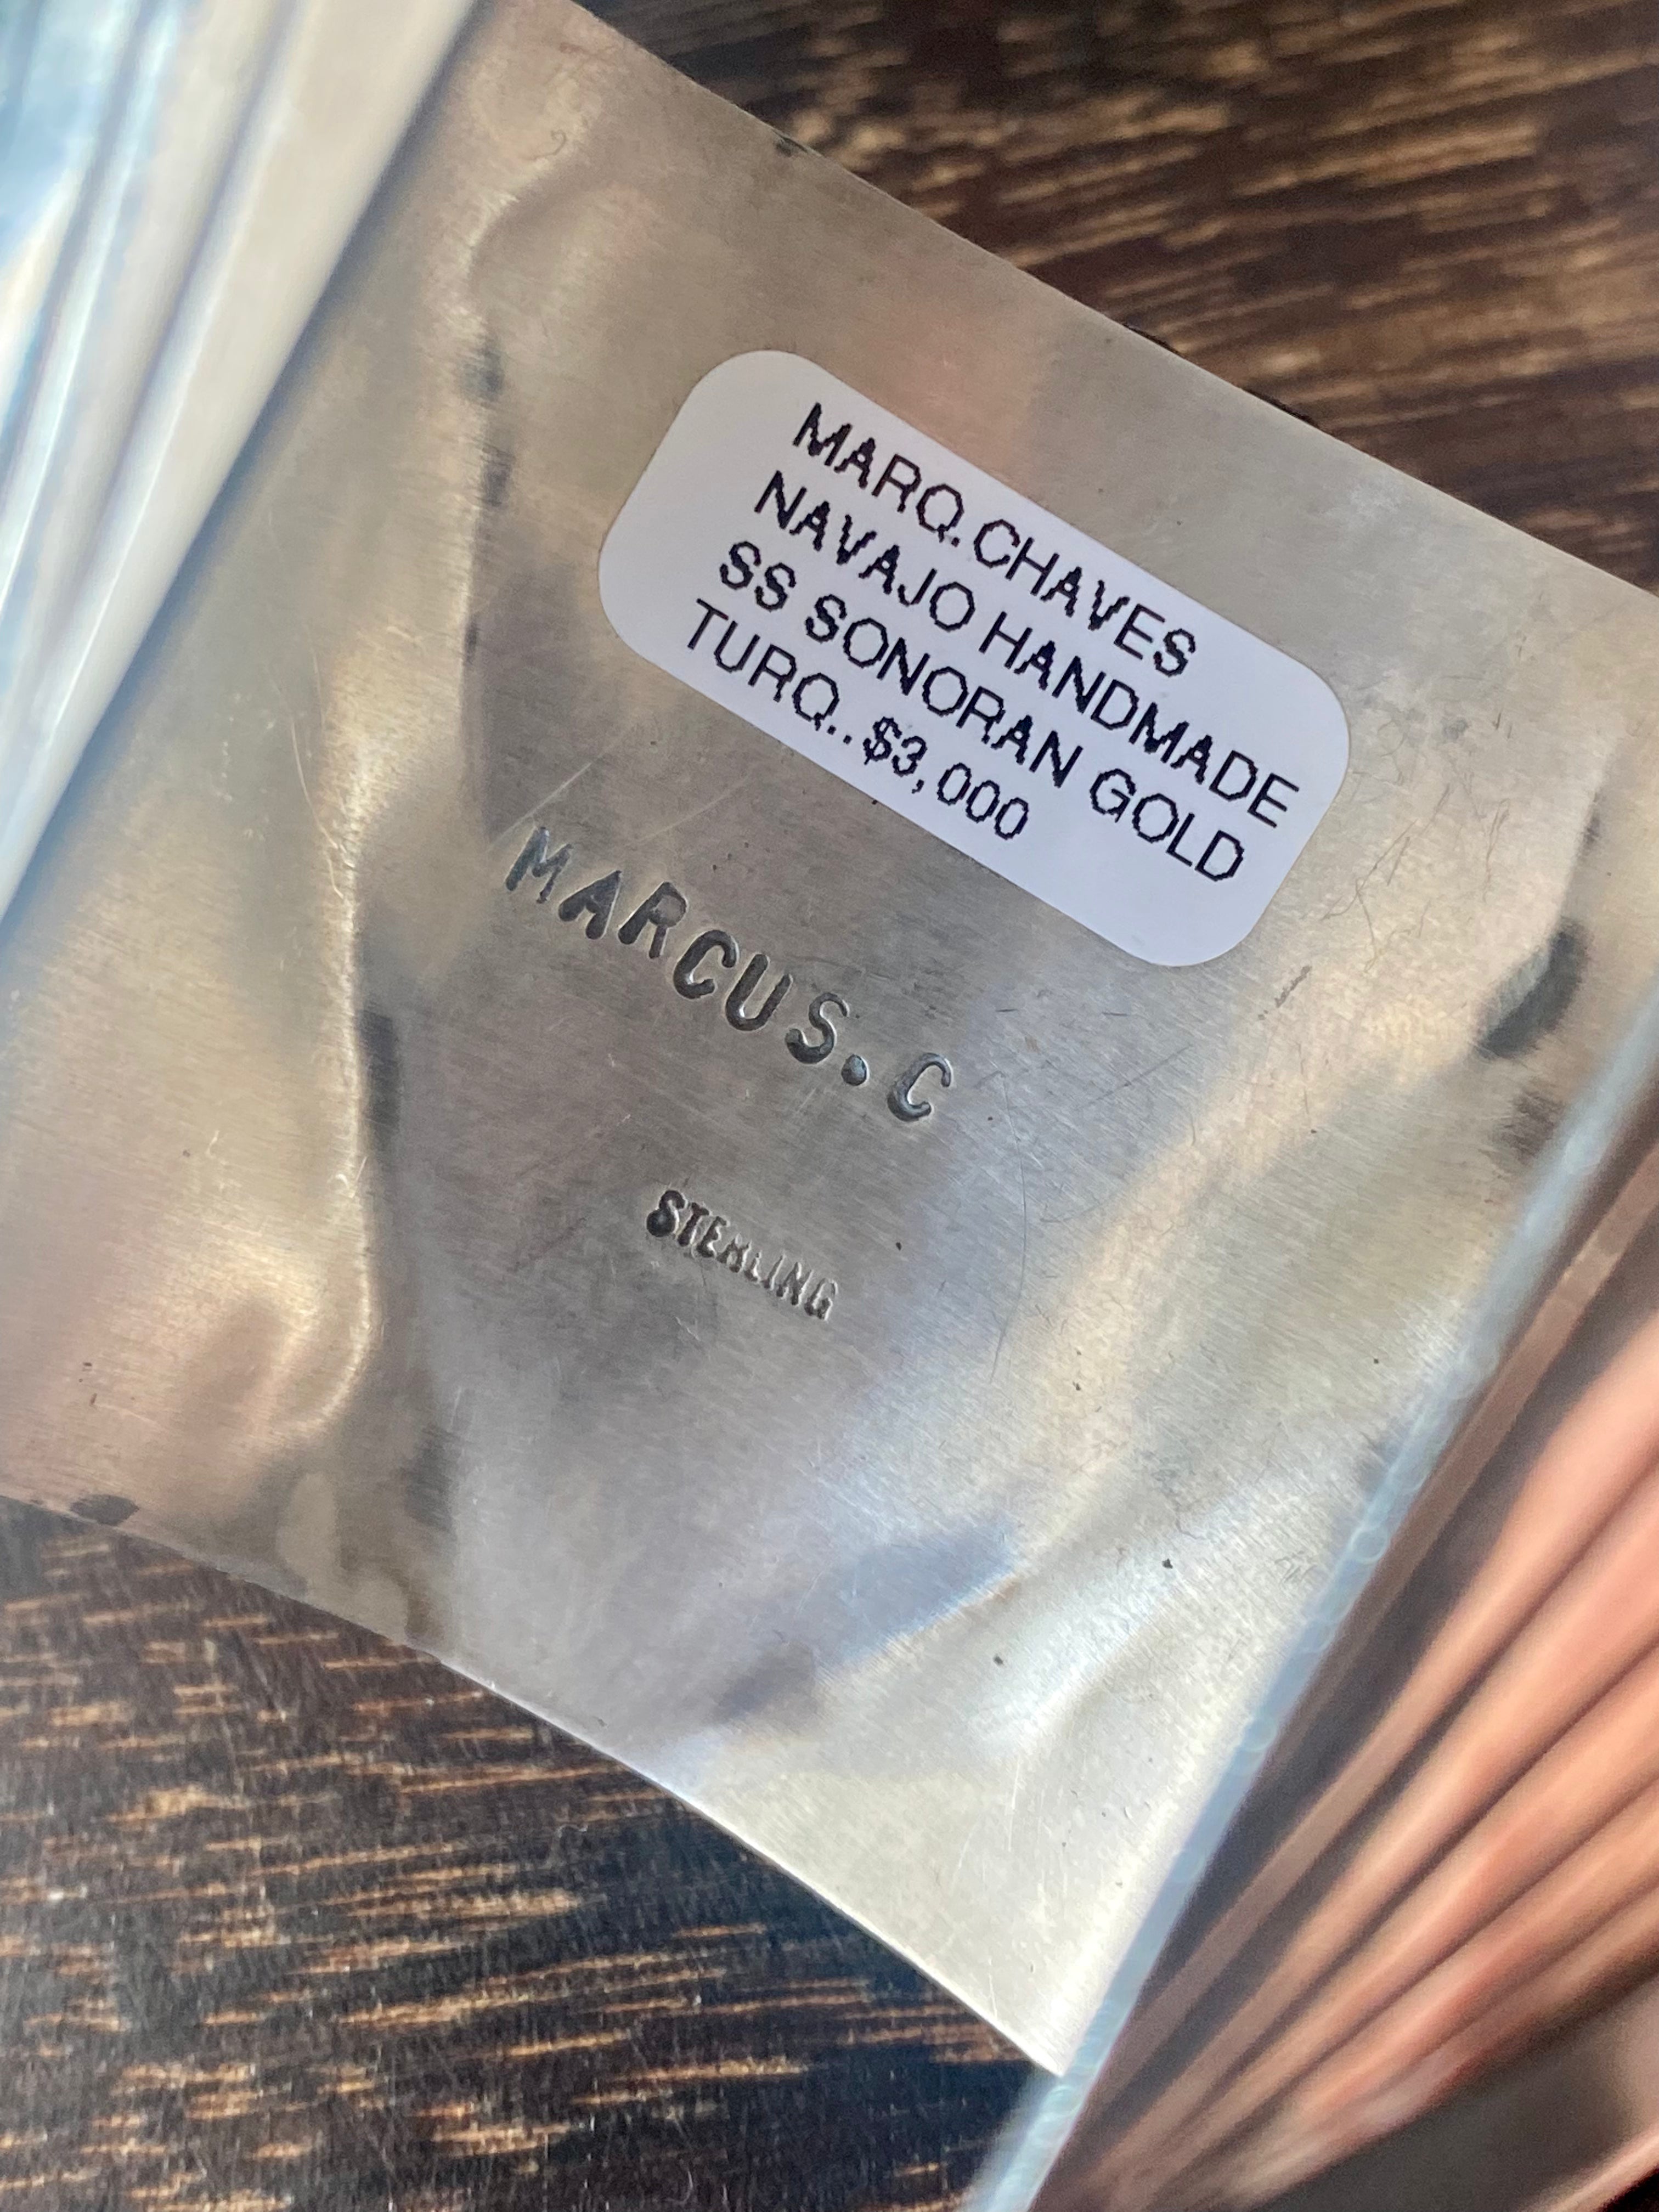 MARQ.CHAVES
NAVAJO HANDMADE
SS SONORAN GOLD
TURQ..$3,000
MARCUS.C
STERLING